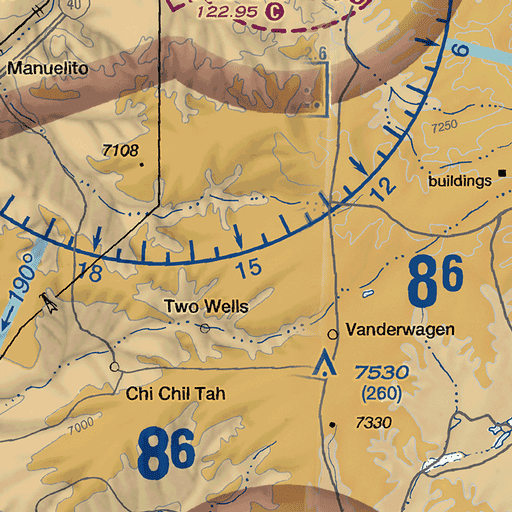 40
122.95 C
Manuelito
6
6
7250
7108
12
buildings
18
15
←190°
86
Two Wells
Vanderwagen
7530
(260)
Chi Chil Tah
7330
7000
86